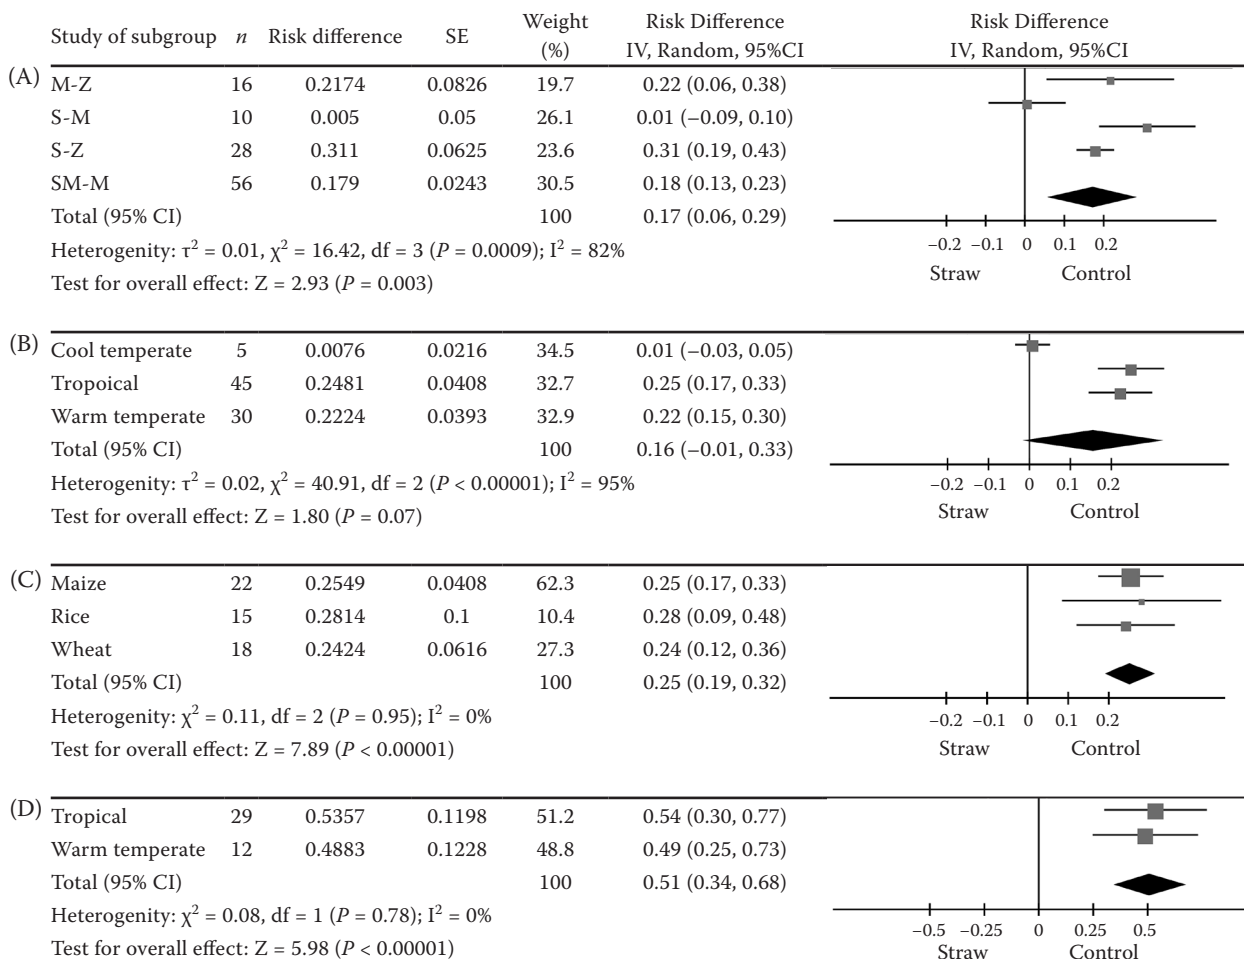 Study of subgroup n Risk difference SE Weight (%) Risk Difference IV, Random, 95%CI Risk Difference IV, Random, 95%CI
(A) M-Z 16 0.2174 0.0826 19.7 0.22 (0.06, 0.38)
S-M 10 0.005 0.05 26.1 0.01 (−0.09, 0.10)
S-Z 28 0.311 0.0625 23.6 0.31 (0.19, 0.43)
SM-M 56 0.179 0.0243 30.5 0.18 (0.13, 0.23)
Total (95% CI) 100 0.17 (0.06, 0.29)
Heterogenity: τ² = 0.01, χ² = 16.42, df = 3 (P = 0.0009); I² = 82%
−0.2 −0.1 0 0.1 0.2
Test for overall effect: Z = 2.93 (P = 0.003)
Straw Control
(B) Cool temperate 5 0.0076 0.0216 34.5 0.01 (−0.03, 0.05)
Tropoical 45 0.2481 0.0408 32.7 0.25 (0.17, 0.33)
Warm temperate 30 0.2224 0.0393 32.9 0.22 (0.15, 0.30)
Total (95% CI) 100 0.16 (−0.01, 0.33)
Heterogenity: τ² = 0.02, χ² = 40.91, df = 2 (P < 0.00001); I² = 95%
−0.2 −0.1 0 0.1 0.2
Test for overall effect: Z = 1.80 (P = 0.07)
Straw Control
(C) Maize 22 0.2549 0.0408 62.3 0.25 (0.17, 0.33)
Rice 15 0.2814 0.1 10.4 0.28 (0.09, 0.48)
Wheat 18 0.2424 0.0616 27.3 0.24 (0.12, 0.36)
Total (95% CI) 100 0.25 (0.19, 0.32)
Heterogenity: χ² = 0.11, df = 2 (P = 0.95); I² = 0%
−0.2 −0.1 0 0.1 0.2
Test for overall effect: Z = 7.89 (P < 0.00001)
Straw Control
(D) Tropical 29 0.5357 0.1198 51.2 0.54 (0.30, 0.77)
Warm temperate 12 0.4883 0.1228 48.8 0.49 (0.25, 0.73)
Total (95% CI) 100 0.51 (0.34, 0.68)
Heterogenity: χ² = 0.08, df = 1 (P = 0.78); I² = 0%
−0.5 −0.25 0 0.25 0.5
Test for overall effect: Z = 5.98 (P < 0.00001)
Straw Control